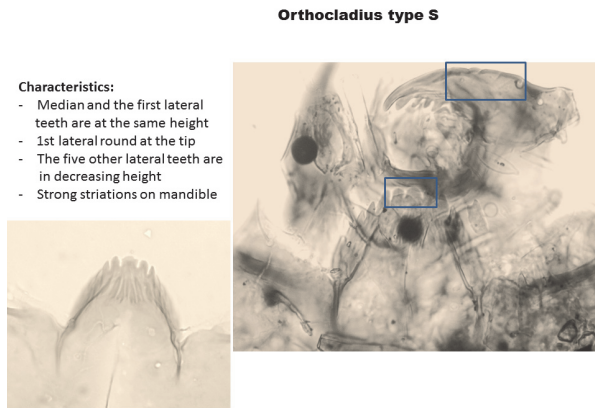 Orthocladius type S
Characteristics:
- Median and the first lateral
teeth are at the same height
- 1st lateral round at the tip
- The five other lateral teeth are
in decreasing height
- Strong striations on mandible